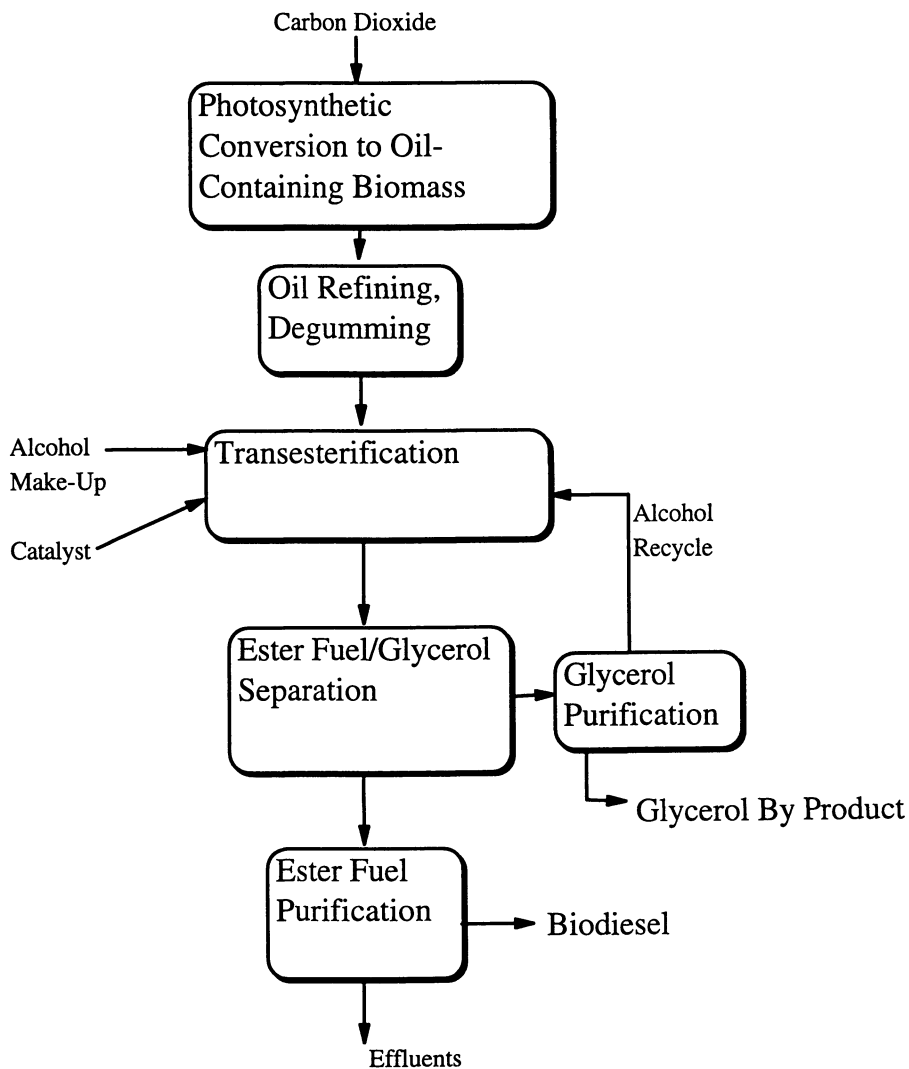 Carbon Dioxide
Photosynthetic
Conversion to Oil-
Containing Biomass
Oil Refining,
Degumming
Alcohol
Make-Up
Catalyst
Transesterification
Alcohol
Recycle
Ester Fuel/Glycerol
Separation
Glycerol
Purification
Glycerol By Product
Ester Fuel
Purification
Biodiesel
Effluents